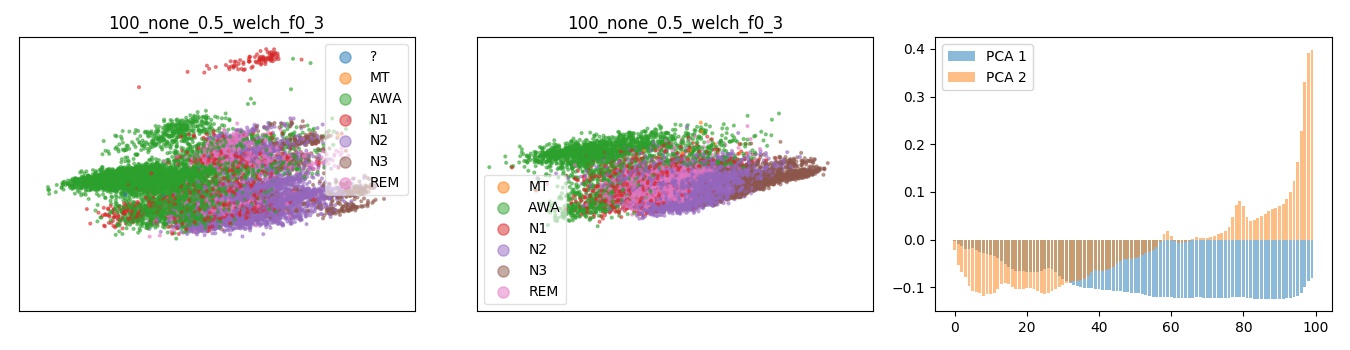 100_none_0.5_welch_f0_3
?
MT
AWA
N1
N2
N3
REM
100_none_0.5_welch_f0_3
MT
AWA
N1
N2
N3
REM
PCA 1
PCA 2
0.4
0.3
0.2
0.1
0.0
−0.1
0
20
40
60
80
100